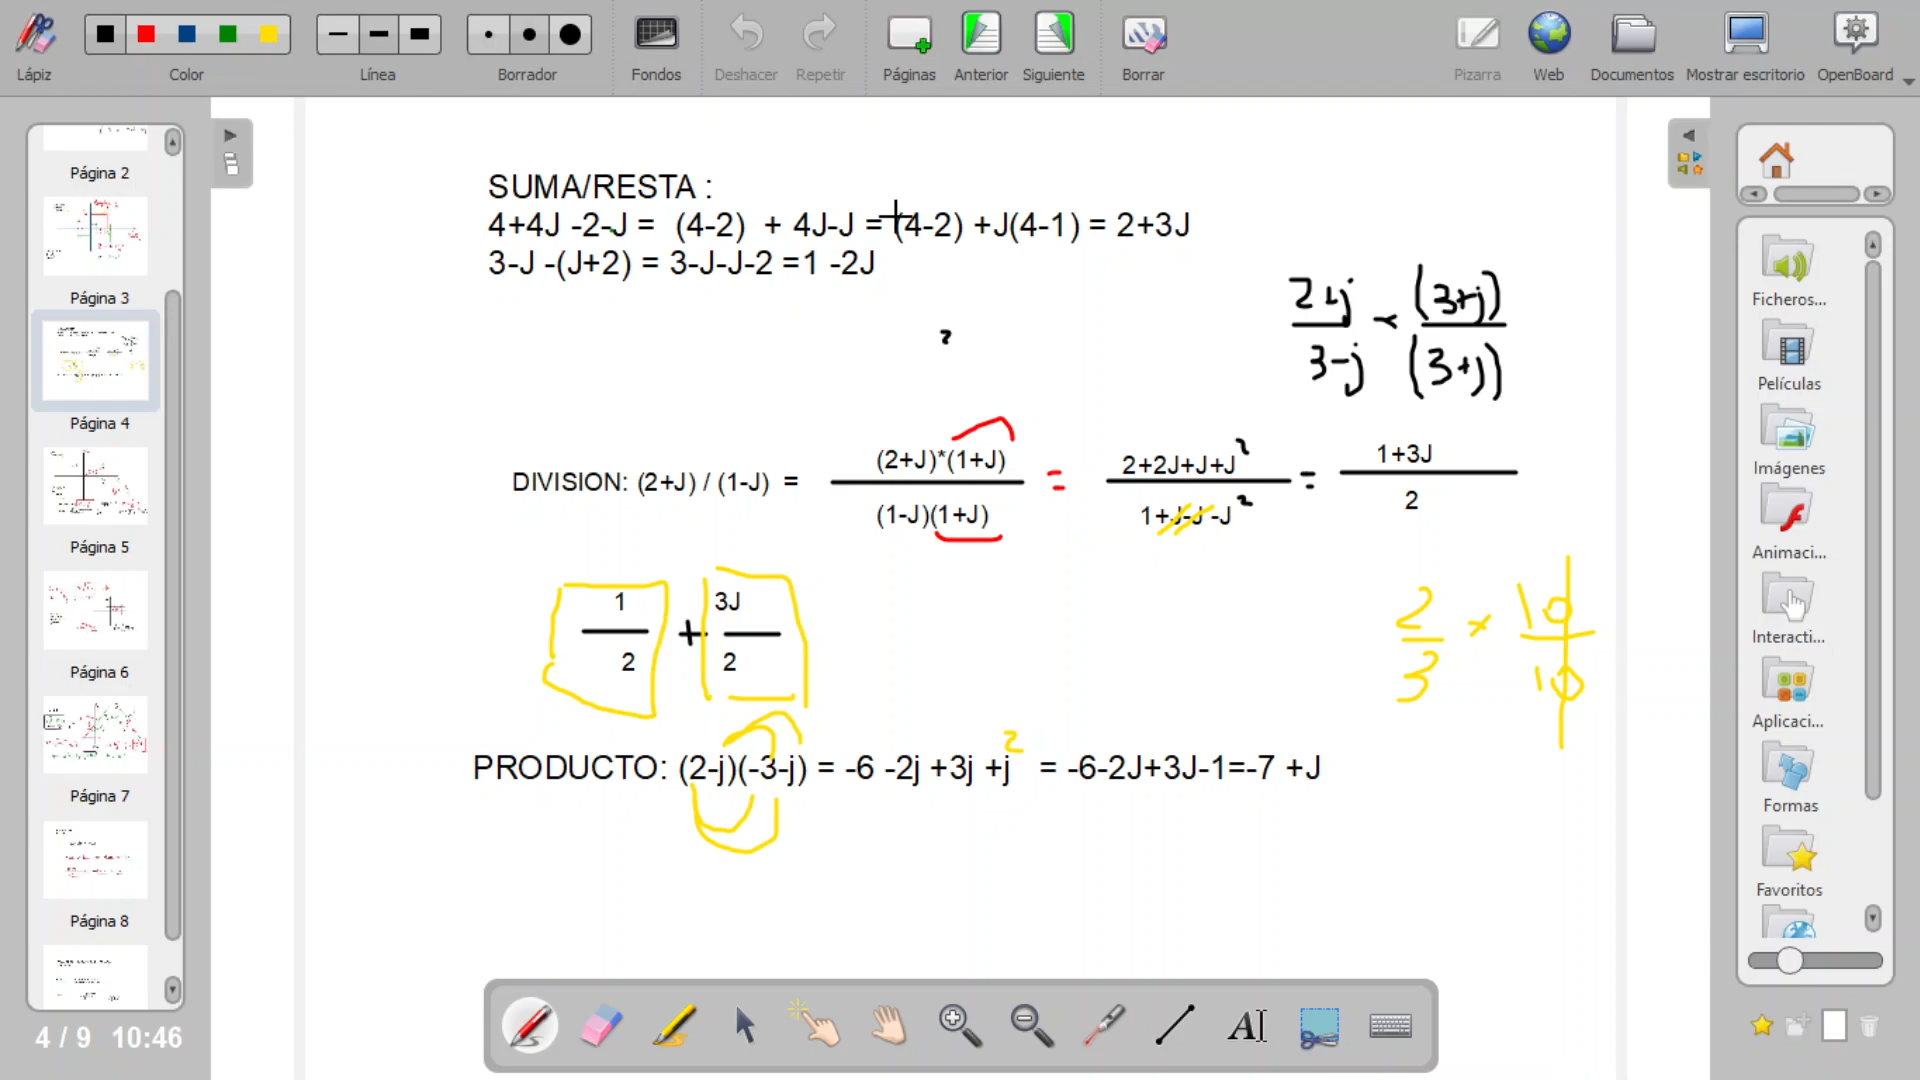 Lápiz
Color
Línea
Borrador
Fondos
Deshacer
Repetir
Páginas
Anterior
Siguiente
Borrar
Pizarra
Web
Documentos
Mostrar escritorio
OpenBoard
Página 2
Página 3
Página 4
Página 5
Página 6
Página 7
Página 8
4 / 9 10:46
SUMA/RESTA :
4+4J -2-J = (4-2) + 4J-J = (4-2) +J(4-1) = 2+3J
3-J -(J+2) = 3-J-J-2 =1 -2J
2+j × (3+j)
3-j (3+j)
2
(2+J)*(1+J) 2+2J+J+J² 1+3J
DIVISION: (2+J) / (1-J) = = =
(1-J)(1+J) 1+J-J -J² 2
1 + 3J
2 2
2 × 10
3 10
PRODUCTO: (2-j)(-3-j) = -6 -2j +3j +j² = -6-2J+3J-1=-7 +J
Ficheros...
Películas
Imágenes
Animaci...
Interacti...
Aplicaci...
Formas
Favoritos
A